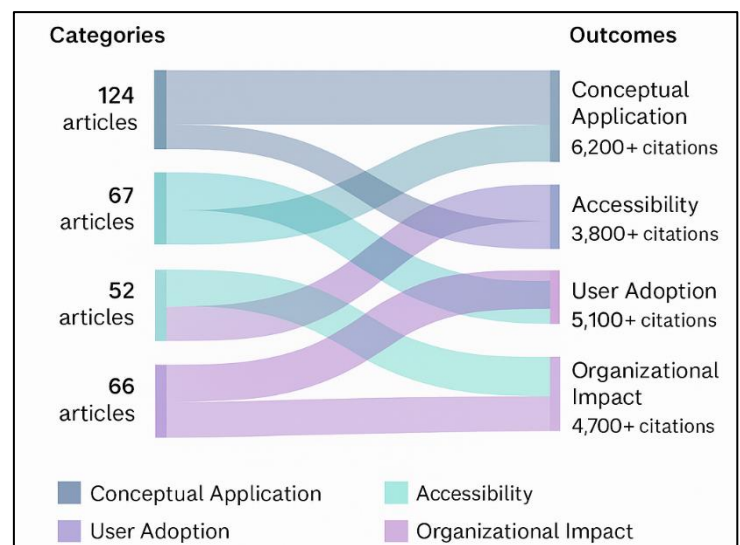 Categories
Outcomes
124
articles
67
articles
52
articles
66
articles
Conceptual
Application
6,200+ citations
Accessibility
3,800+ citations
User Adoption
5,100+ citations
Organizational
Impact
4,700+ citations
Conceptual Application
Accessibility
User Adoption
Organizational Impact